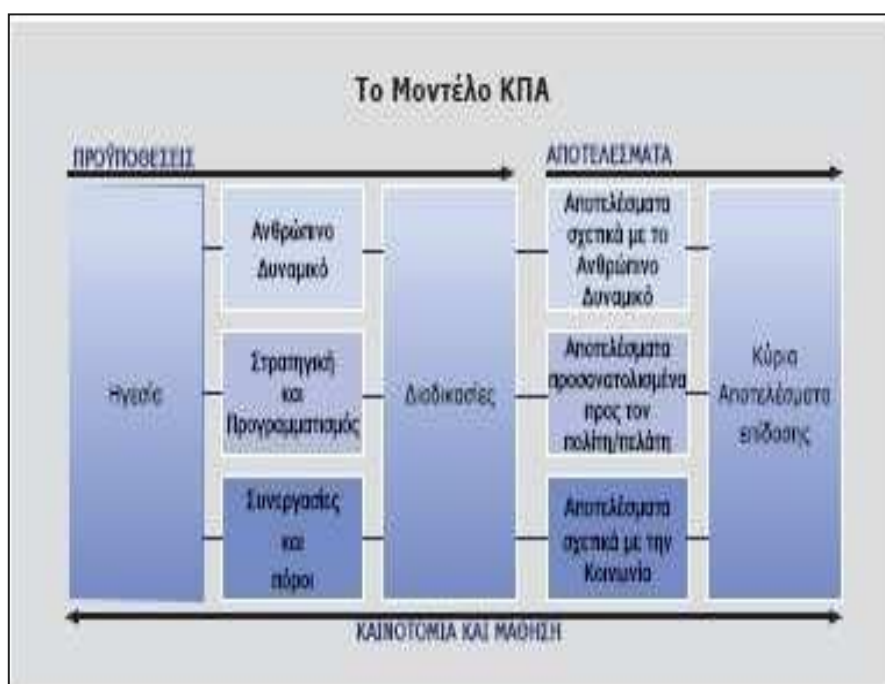 Το Μοντέλο ΚΠΑ
ΠΡΟΫΠΟΘΕΣΕΙΣ
ΑΠΟΤΕΛΕΣΜΑΤΑ
Ηγεσία
Ανθρώπινο
Δυναμικό
Στρατηγική
και
Προγραμματισμός
Συνεργασίες
και
πόροι
Διαδικασίες
Αποτελέσματα
σχετικά με το
Ανθρώπινο
Δυναμικό
Αποτελέσματα
προσανατολισμένα
προς τον
πολίτη/πελάτη
Αποτελέσματα
σχετικά με την
Κοινωνία
Κύρια
Αποτελέσματα
επίδοσης
ΚΑΙΝΟΤΟΜΙΑ ΚΑΙ ΜΑΘΗΣΗ